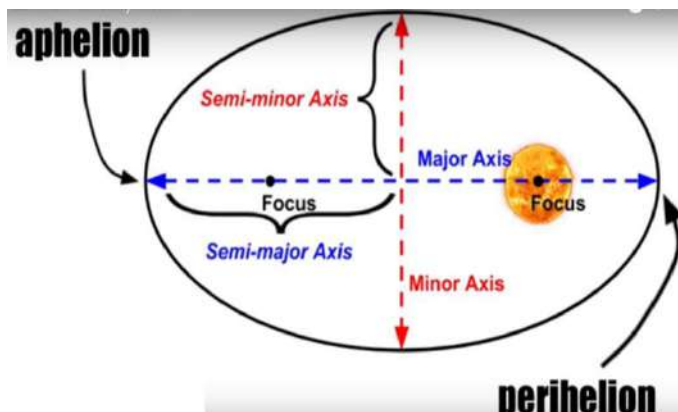 aphelion
Semi-minor Axis
Major Axis
Focus
Focus
Semi-major Axis
Minor Axis
perihelion